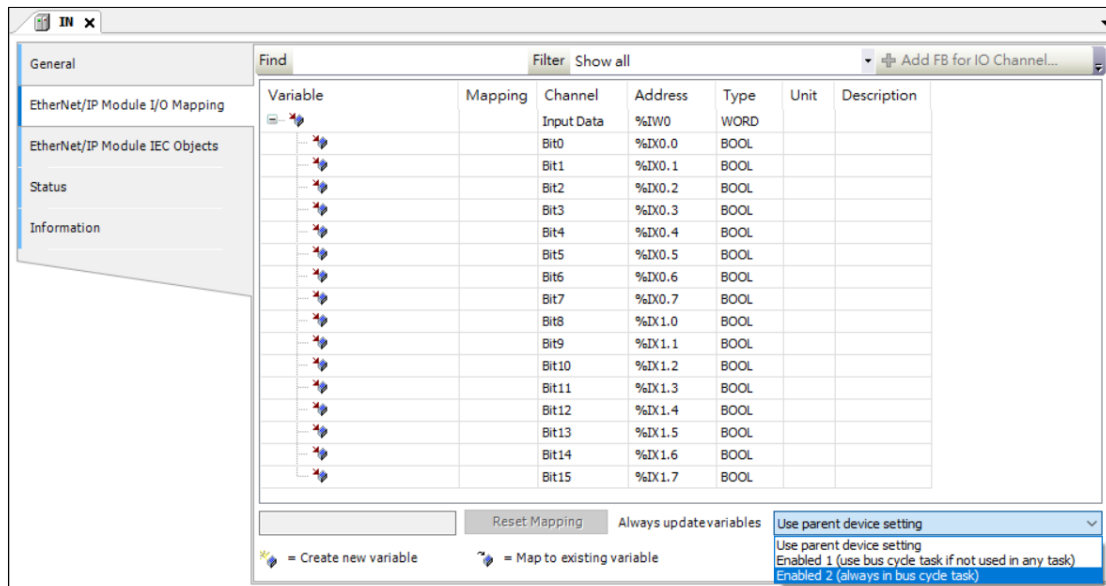 IN
General
EtherNet/IP Module I/O Mapping
EtherNet/IP Module IEC Objects
Status
Information
Find Filter Show all Add FB for IO Channel...
Variable Mapping Channel Address Type Unit Description
Input Data %IW0 WORD
Bit0 %IX0.0 BOOL
Bit1 %IX0.1 BOOL
Bit2 %IX0.2 BOOL
Bit3 %IX0.3 BOOL
Bit4 %IX0.4 BOOL
Bit5 %IX0.5 BOOL
Bit6 %IX0.6 BOOL
Bit7 %IX0.7 BOOL
Bit8 %IX1.0 BOOL
Bit9 %IX1.1 BOOL
Bit10 %IX1.2 BOOL
Bit11 %IX1.3 BOOL
Bit12 %IX1.4 BOOL
Bit13 %IX1.5 BOOL
Bit14 %IX1.6 BOOL
Bit15 %IX1.7 BOOL
Reset Mapping Always update variables Use parent device setting
Use parent device setting
Enabled 1 (use bus cycle task if not used in any task)
Enabled 2 (always in bus cycle task)
= Create new variable = Map to existing variable